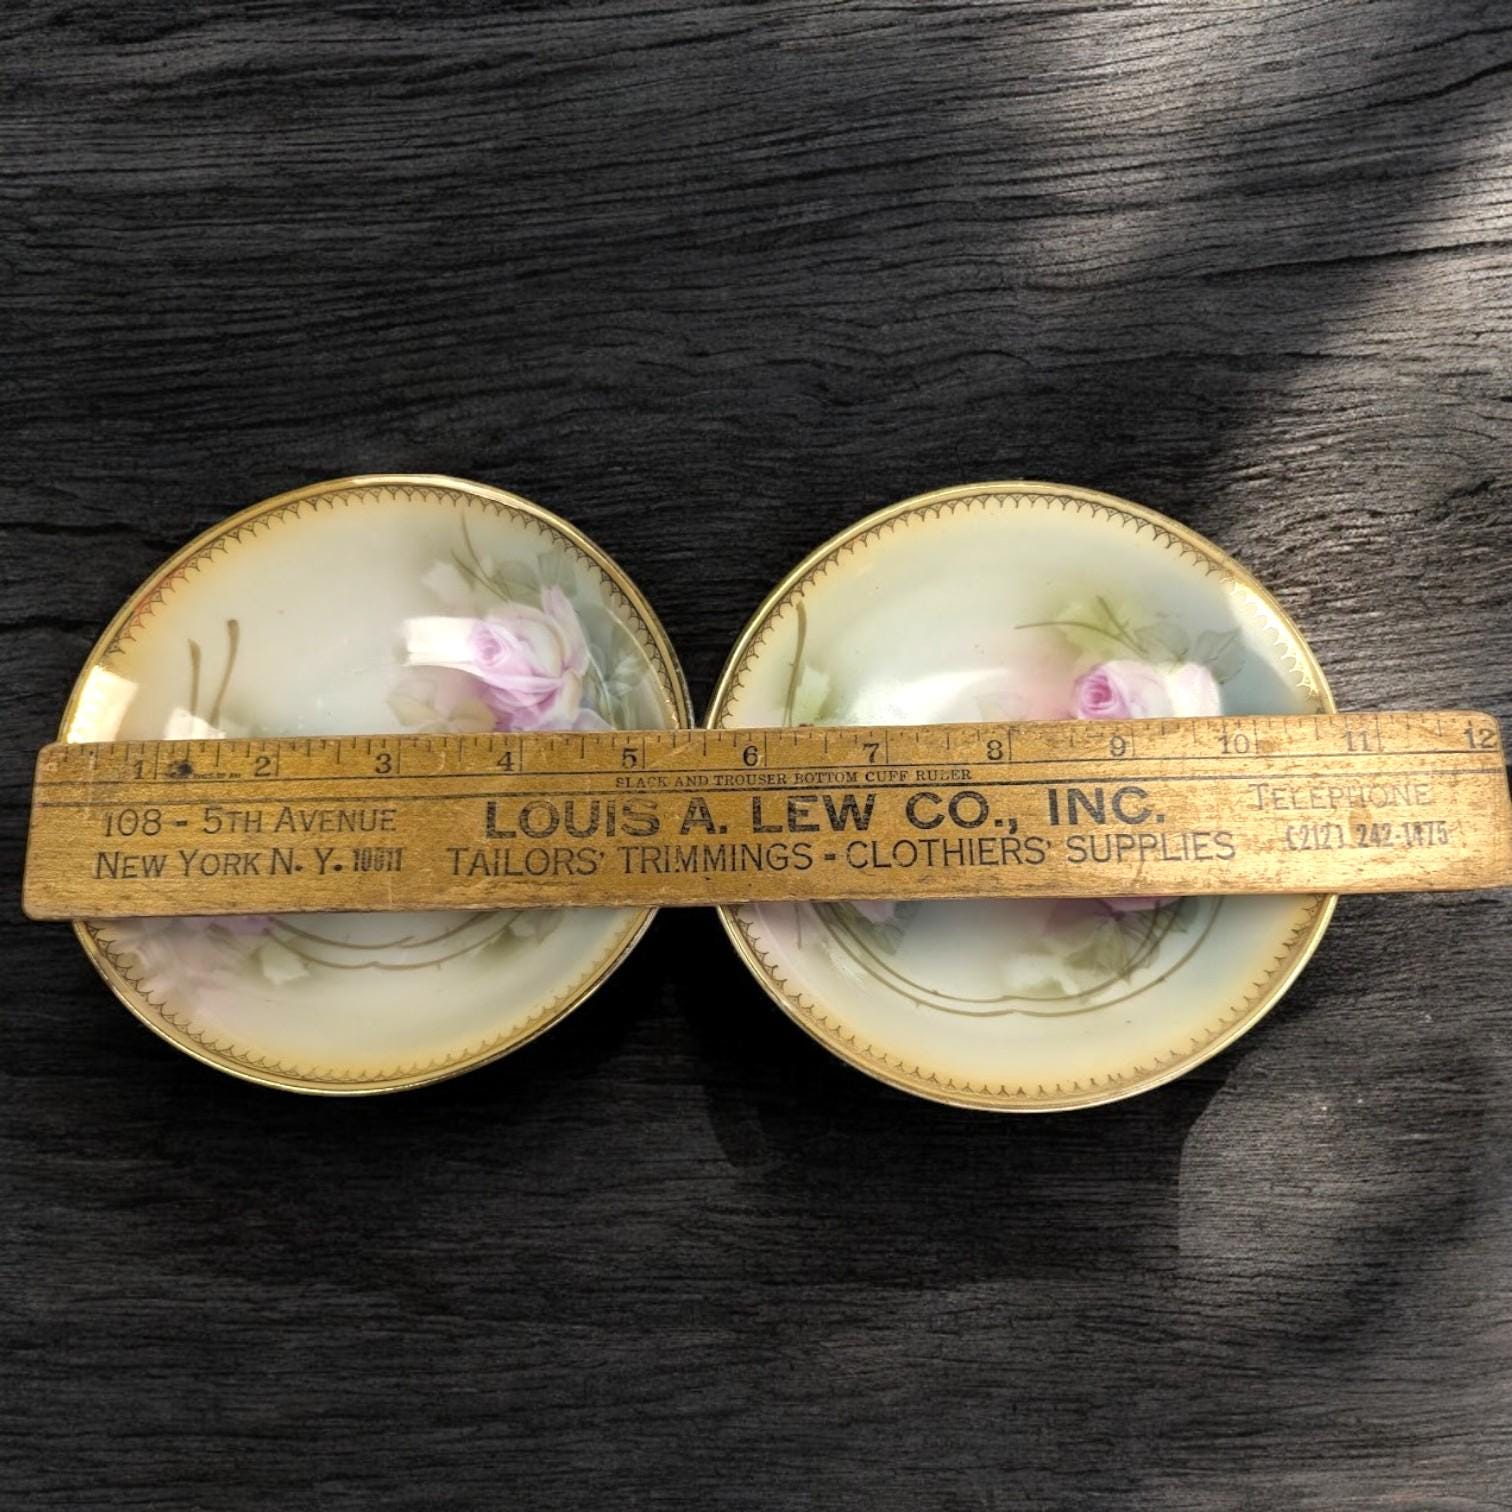 1 2 3 4 5 6 7 8 9 10 11 12
SLACK AND TROUSER BOTTOM CUFF RULER
108 - 5TH AVENUE LOUIS A. LEW CO., INC. TELEPHONE
NEW YORK N. Y. 10011 TAILORS' TRIMMINGS - CLOTHIERS' SUPPLIES (212) 242-1475